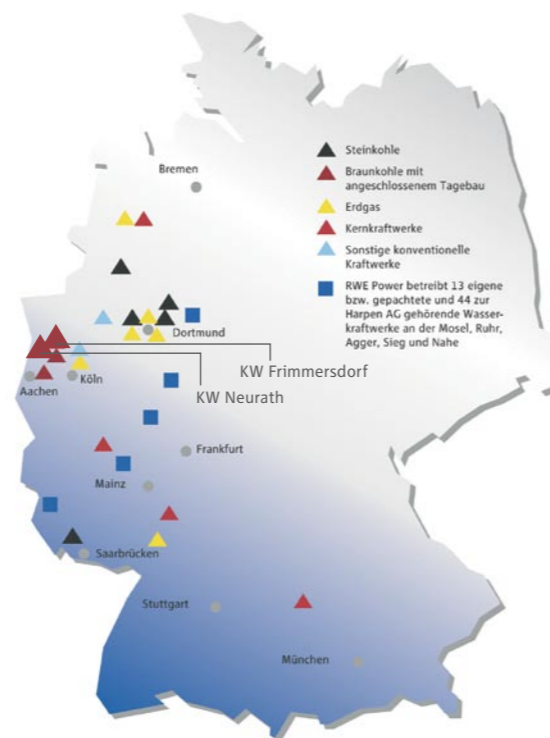 Bremen
Steinkohle
Braunkohle mit
angeschlossenem Tagebau
Erdgas
Kernkraftwerke
Sonstige konventionelle
Kraftwerke
RWE Power betreibt 13 eigene
bzw. gepachtete und 44 zur
Harpen AG gehörende Wasser-
kraftwerke an der Mosel, Ruhr,
Agger, Sieg und Nahe
Dortmund
KW Frimmersdorf
Aachen
Köln
KW Neurath
Frankfurt
Mainz
Saarbrücken
Stuttgart
München